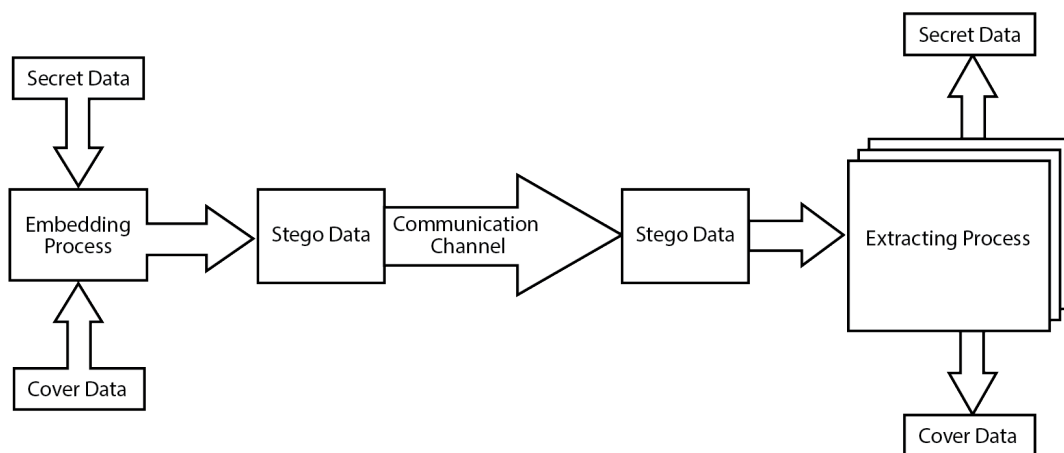 Secret Data
Embedding
Process
Cover Data
Stego Data
Communication
Channel
Stego Data
Secret Data
Extracting Process
Cover Data